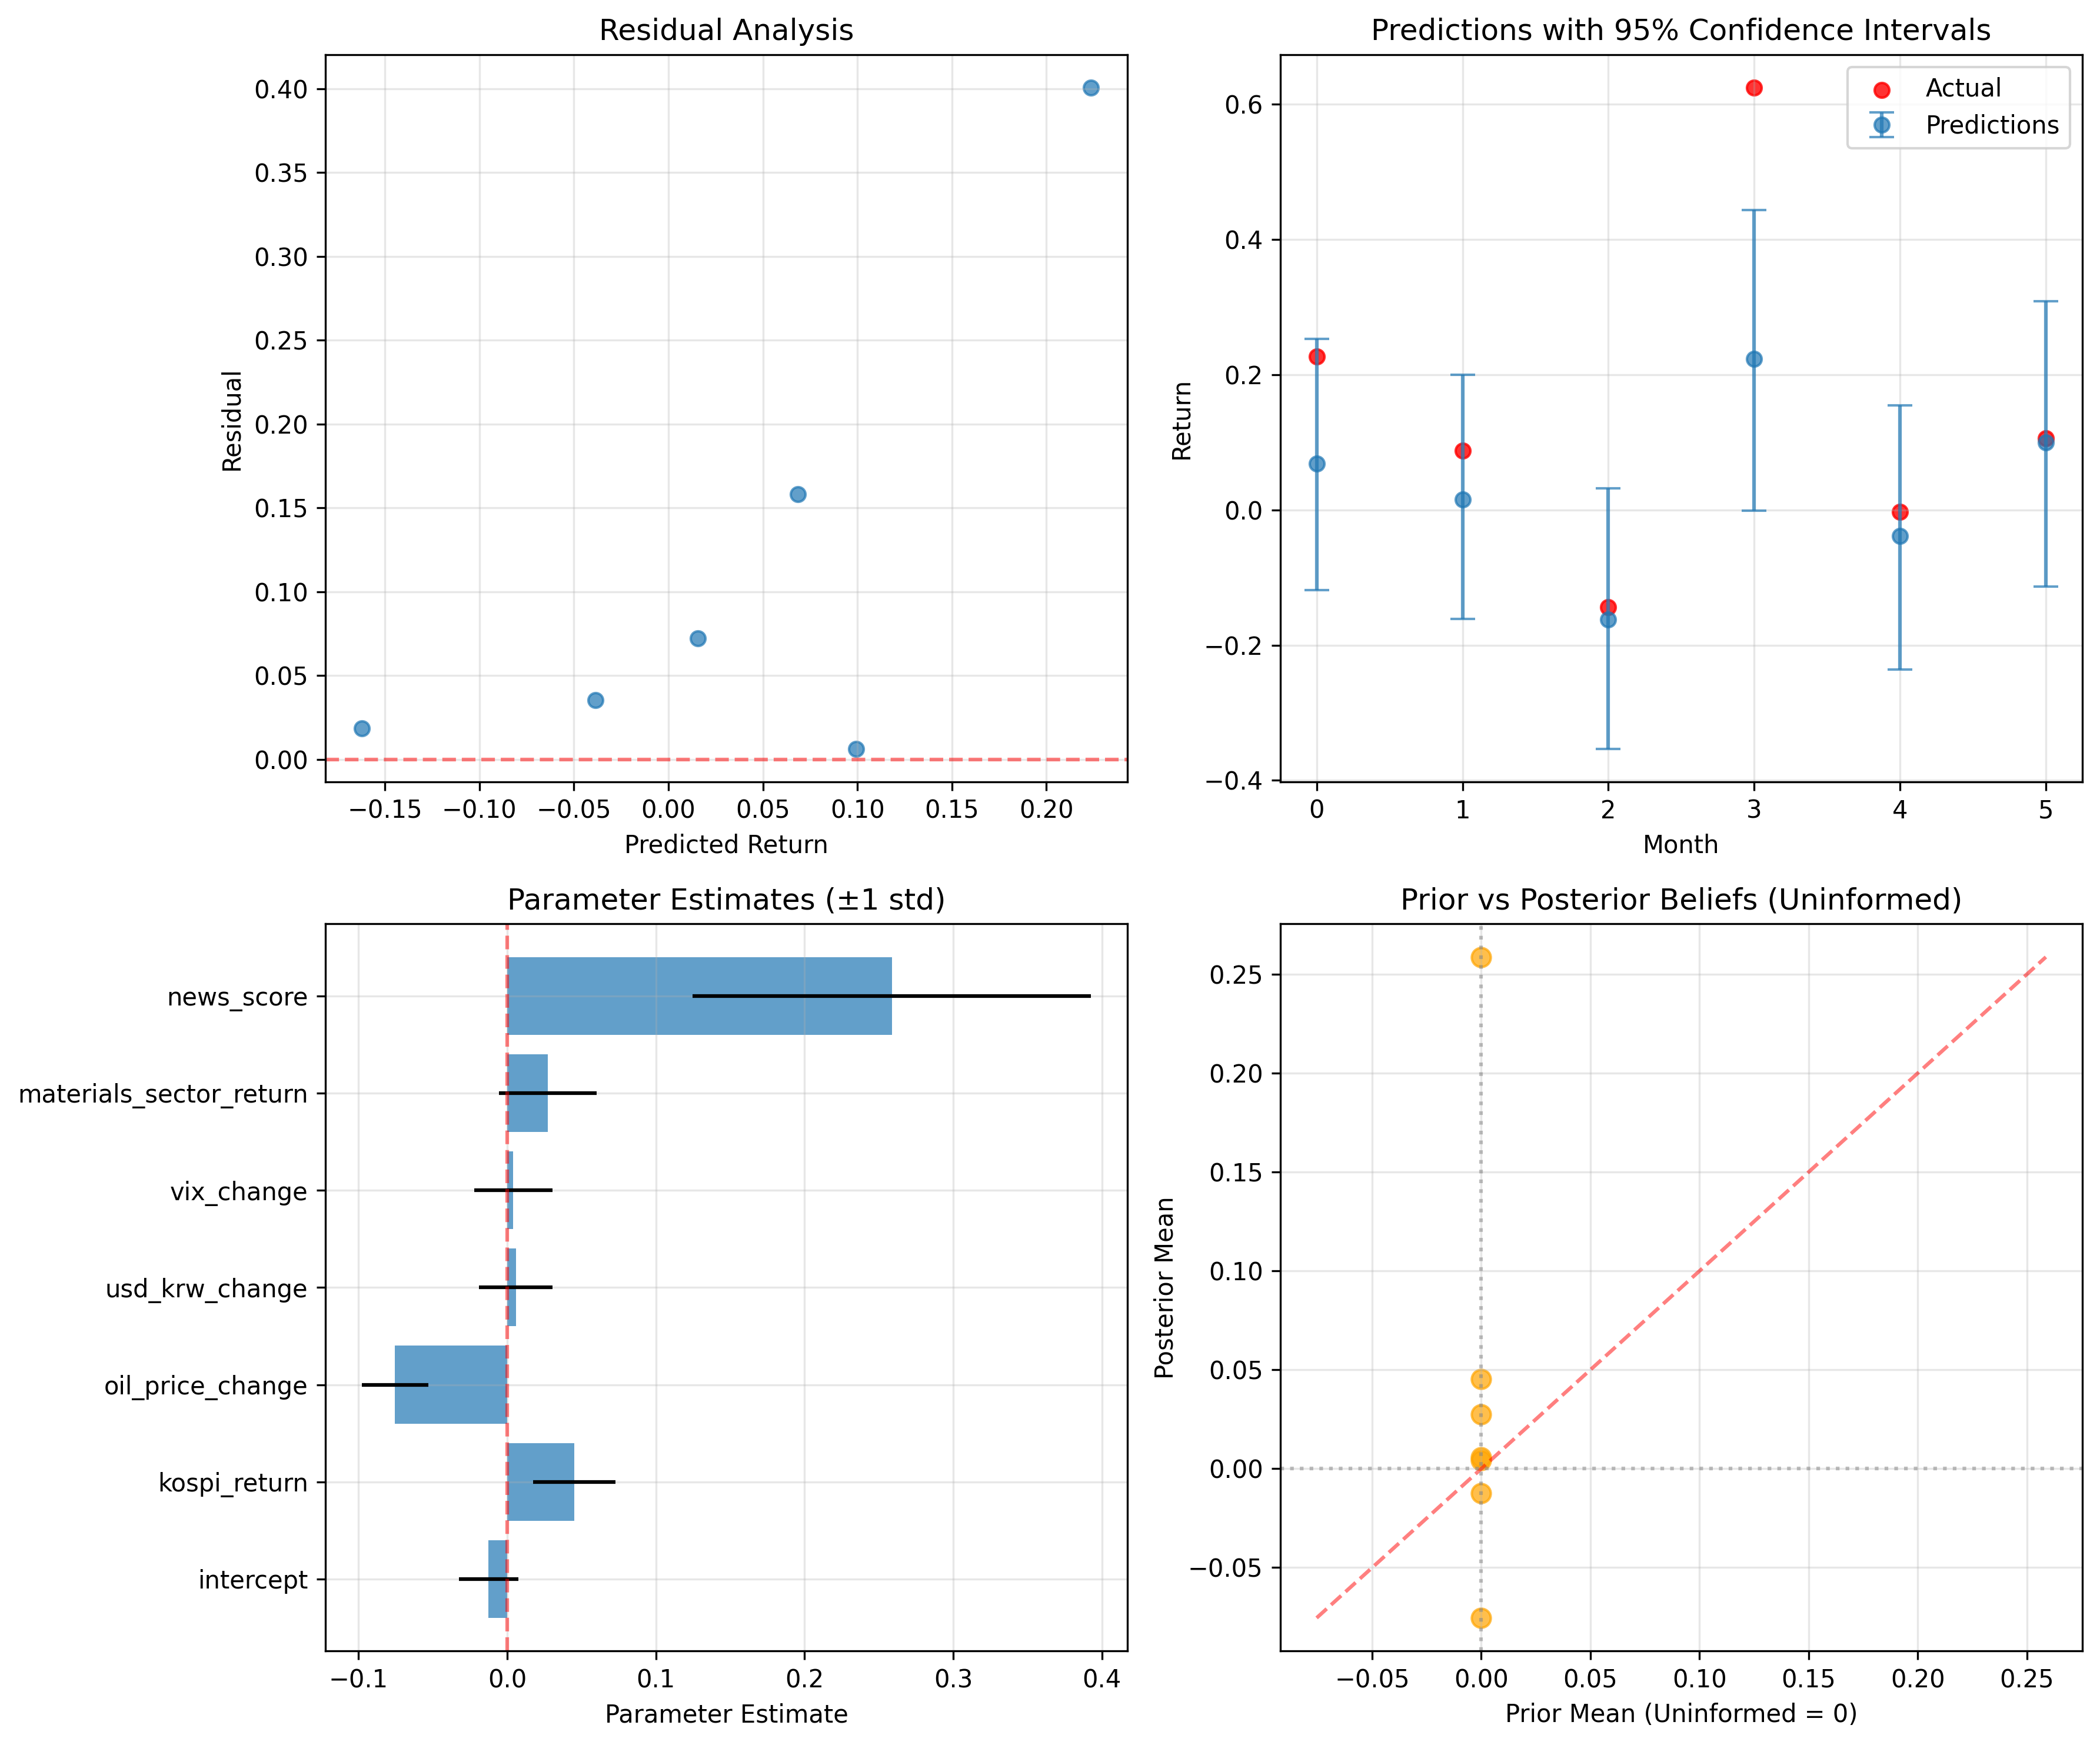 Residual Analysis
0.40
0.35
0.30
0.25
0.20
0.15
0.10
0.05
0.00
Residual
−0.15 −0.10 −0.05 0.00 0.05 0.10 0.15 0.20
Predicted Return
Predictions with 95% Confidence Intervals
Actual
Predictions
0.6
0.4
0.2
0.0
−0.2
−0.4
Return
0 1 2 3 4 5
Month
Parameter Estimates (±1 std)
news_score
materials_sector_return
vix_change
usd_krw_change
oil_price_change
kospi_return
intercept
−0.1 0.0 0.1 0.2 0.3 0.4
Parameter Estimate
Prior vs Posterior Beliefs (Uninformed)
0.25
0.20
0.15
0.10
0.05
0.00
−0.05
Posterior Mean
−0.05 0.00 0.05 0.10 0.15 0.20 0.25
Prior Mean (Uninformed = 0)